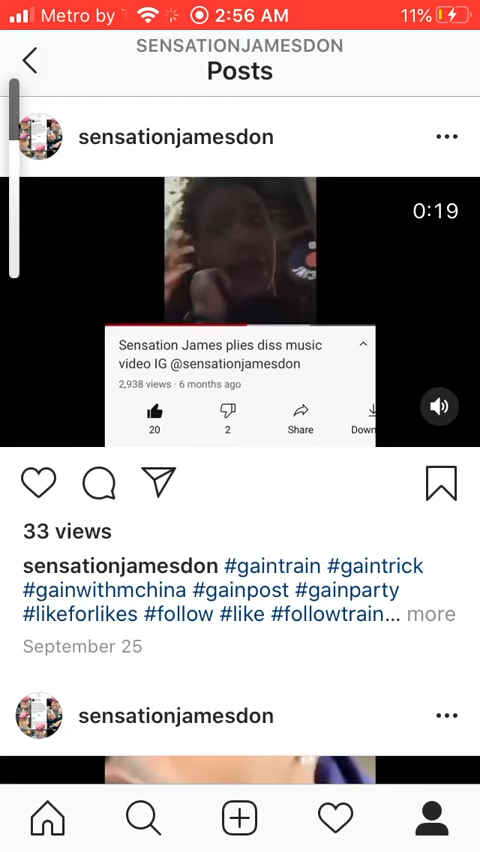 Metro by T 2:56 AM 11%
SENSATIONJAMESDON
Posts
sensationjamesdon
0:19
Sensation James plies diss music
video IG @sensationjamesdon
2,938 views · 6 months ago
20 2 Share Down
33 views
sensationjamesdon #gaintrain #gaintrick
#gainwithmchina #gainpost #gainparty
#likeforlikes #follow #like #followtrain... more
September 25
sensationjamesdon